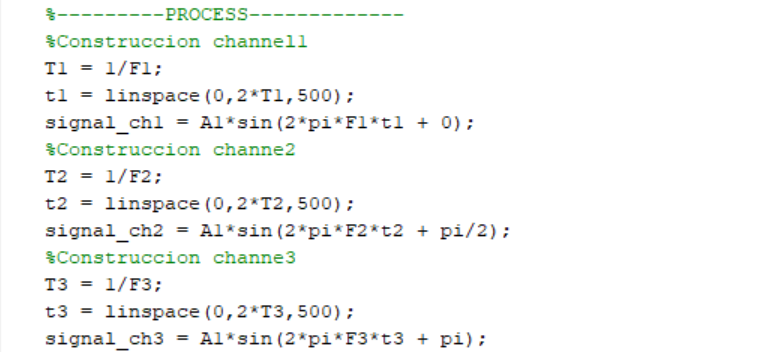 %---------PROCESS-------------
%Construccion channel1
T1 = 1/F1;
t1 = linspace(0,2*T1,500);
signal_ch1 = A1*sin(2*pi*F1*t1 + 0);
%Construccion channe2
T2 = 1/F2;
t2 = linspace(0,2*T2,500);
signal_ch2 = A1*sin(2*pi*F2*t2 + pi/2);
%Construccion channe3
T3 = 1/F3;
t3 = linspace(0,2*T3,500);
signal_ch3 = A1*sin(2*pi*F3*t3 + pi);